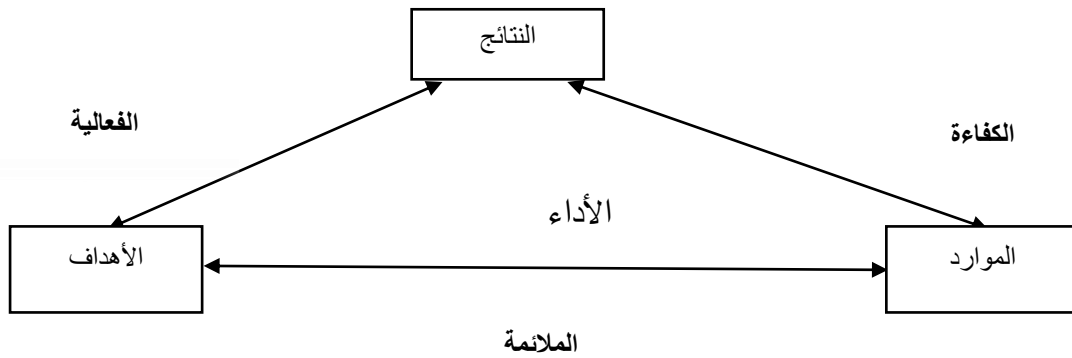 النتائج
الكفاءة
الفعالية
الأداء
الموارد
الأهداف
الملائمة